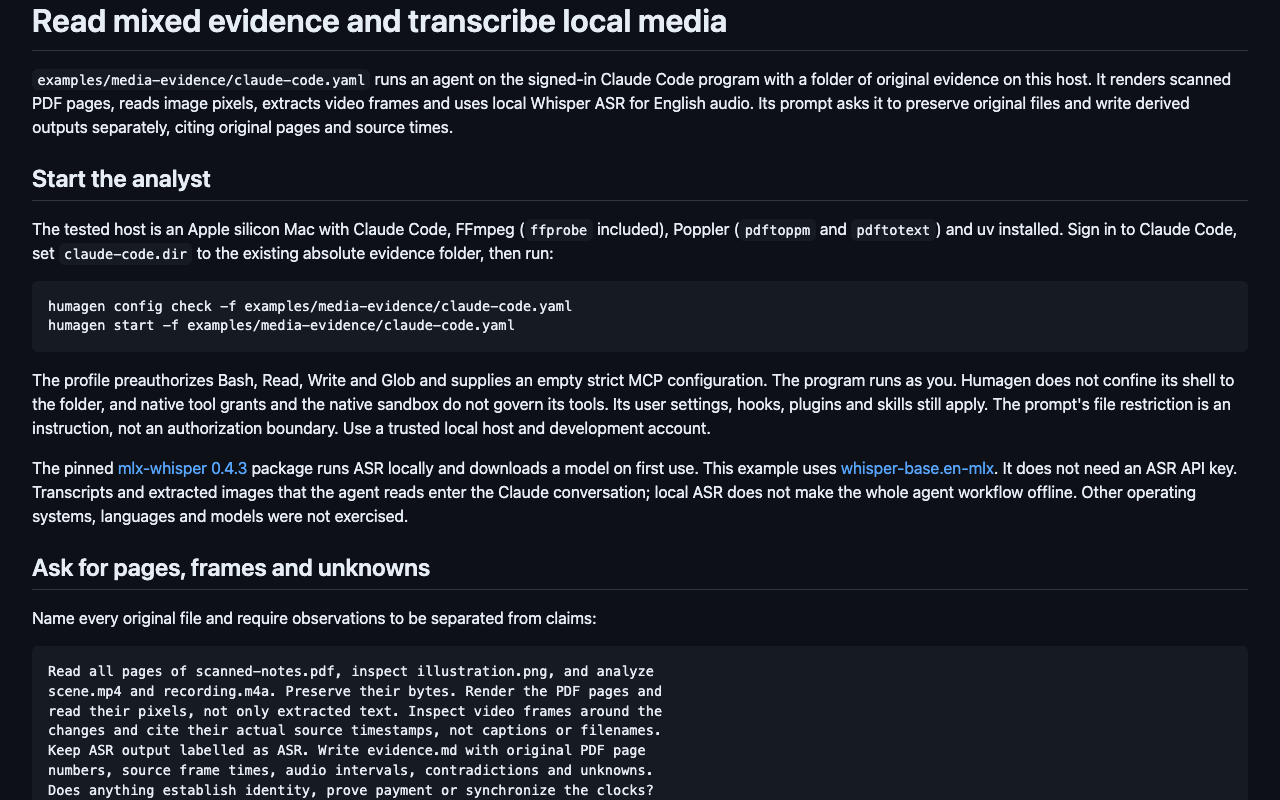 Read mixed evidence and transcribe local media
examples/media-evidence/claude-code.yaml runs an agent on the signed-in Claude Code program with a folder of original evidence on this host. It renders scanned
PDF pages, reads image pixels, extracts video frames and uses local Whisper ASR for English audio. Its prompt asks it to preserve original files and write derived
outputs separately, citing original pages and source times.
Start the analyst
The tested host is an Apple silicon Mac with Claude Code, FFmpeg ( ffprobe included), Poppler ( pdftoppm and pdftotext ) and uv installed. Sign in to Claude Code,
set claude-code.dir to the existing absolute evidence folder, then run:
humagen config check -f examples/media-evidence/claude-code.yaml
humagen start -f examples/media-evidence/claude-code.yaml
The profile preauthorizes Bash, Read, Write and Glob and supplies an empty strict MCP configuration. The program runs as you. Humagen does not confine its shell to
the folder, and native tool grants and the native sandbox do not govern its tools. Its user settings, hooks, plugins and skills still apply. The prompt's file restriction is an
instruction, not an authorization boundary. Use a trusted local host and development account.
The pinned mlx-whisper 0.4.3 package runs ASR locally and downloads a model on first use. This example uses whisper-base.en-mlx. It does not need an ASR API key.
Transcripts and extracted images that the agent reads enter the Claude conversation; local ASR does not make the whole agent workflow offline. Other operating
systems, languages and models were not exercised.
Ask for pages, frames and unknowns
Name every original file and require observations to be separated from claims:
Read all pages of scanned-notes.pdf, inspect illustration.png, and analyze
scene.mp4 and recording.m4a. Preserve their bytes. Render the PDF pages and
read their pixels, not only extracted text. Inspect video frames around the
changes and cite their actual source timestamps, not captions or filenames.
Keep ASR output labelled as ASR. Write evidence.md with original PDF page
numbers, source frame times, audio intervals, contradictions and unknowns.
Does anything establish identity, prove payment or synchronize the clocks?